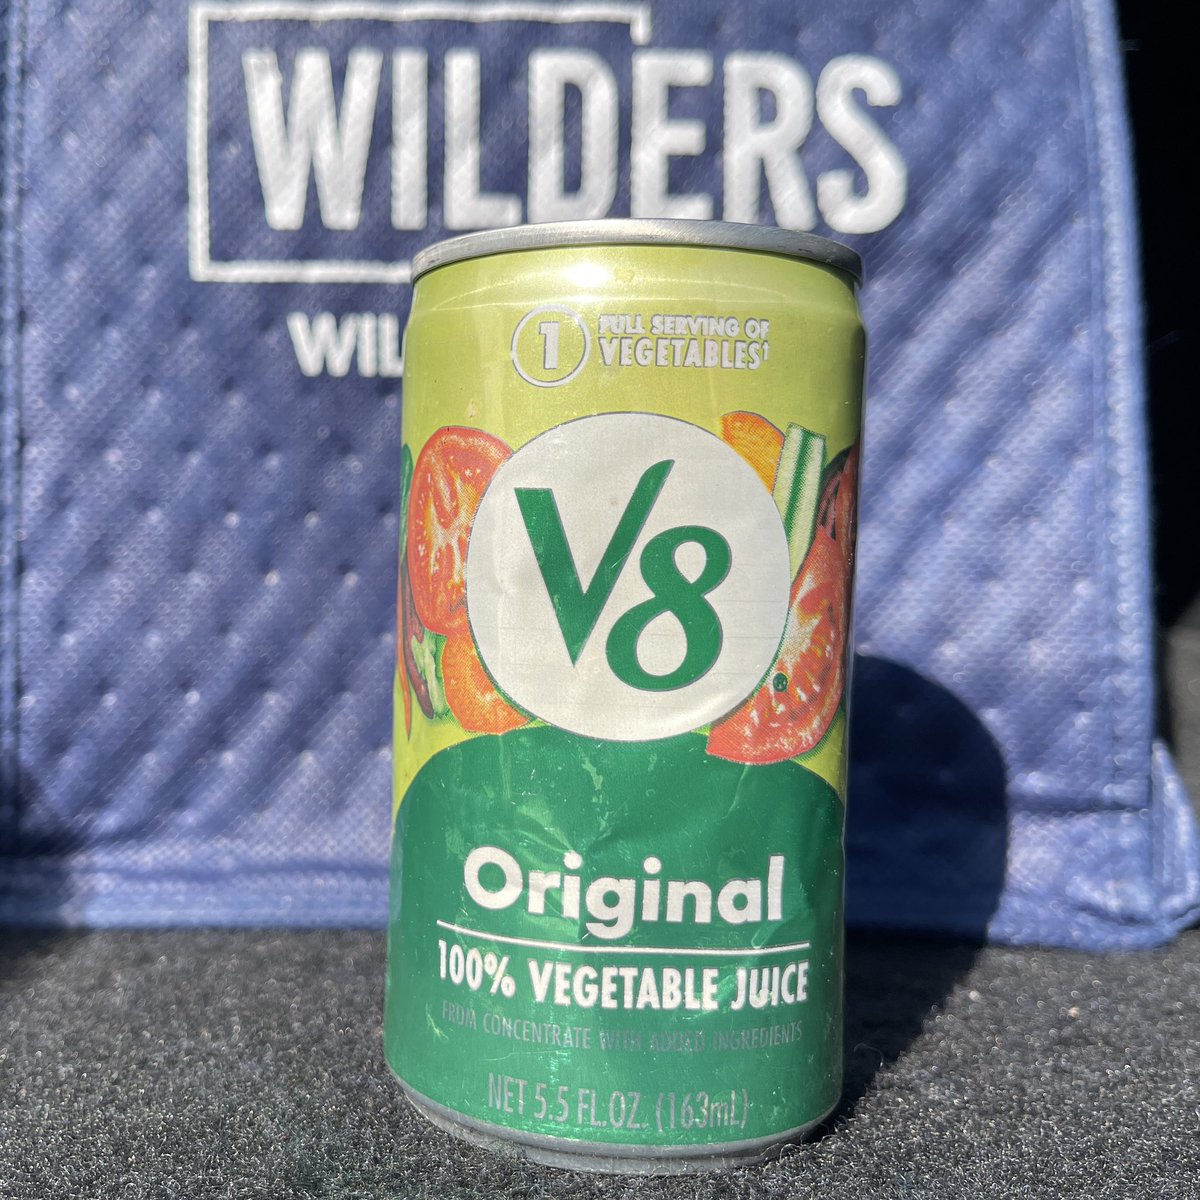 WILDERS
WIL
1 FULL SERVING OF
VEGETABLES†
V8
®
Original
100% VEGETABLE JUICE
FROM CONCENTRATE WITH ADDED INGREDIENTS
NET 5.5 FL.OZ. (163mL)